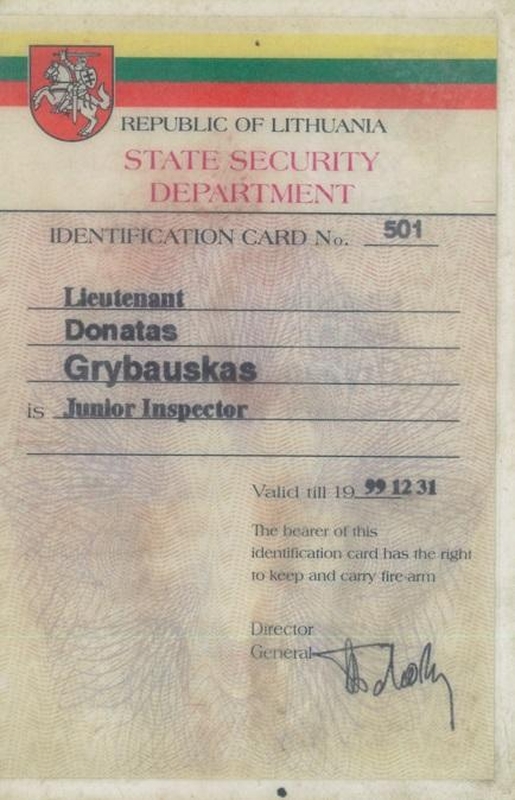 REPUBLIC OF LITHUANIA
STATE SECURITY
DEPARTMENT
IDENTIFICATION CARD No. 501
Lieutenant
Donatas
Grybauskas
is Junior Inspector
Valid till 19 99 12 31
The bearer of this
identification card has the right
to keep and carry fire-arm
Director
General